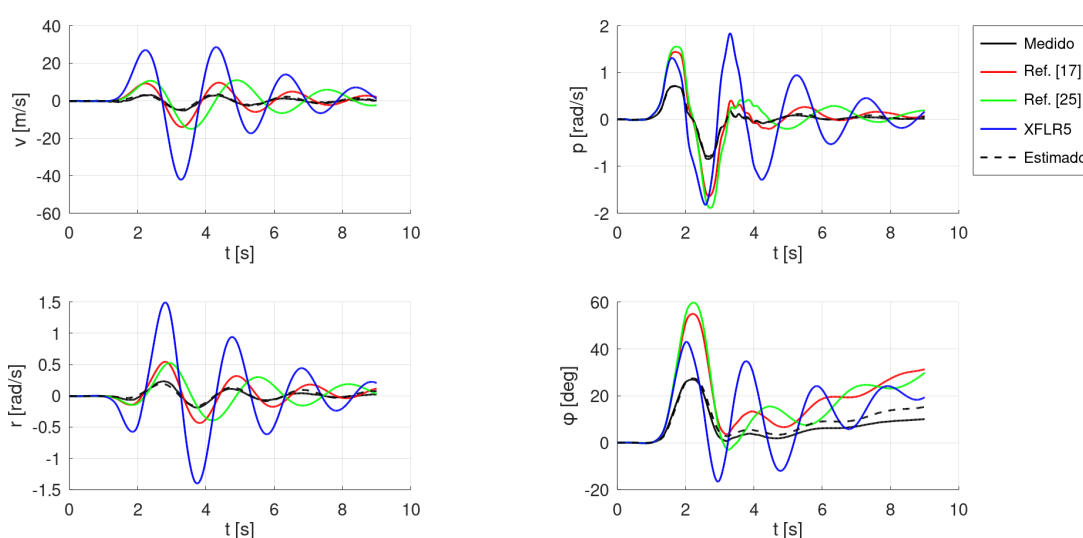 40
20
0
-20
-40
-60
v [m/s]
0 2 4 6 8 10
t [s]
2
1
0
-1
-2
p [rad/s]
0 2 4 6 8 10
t [s]
Medido
Ref. [17]
Ref. [25]
XFLR5
Estimado
1.5
1
0.5
0
-0.5
-1
-1.5
r [rad/s]
0 2 4 6 8 10
t [s]
60
40
20
0
-20
φ [deg]
0 2 4 6 8 10
t [s]